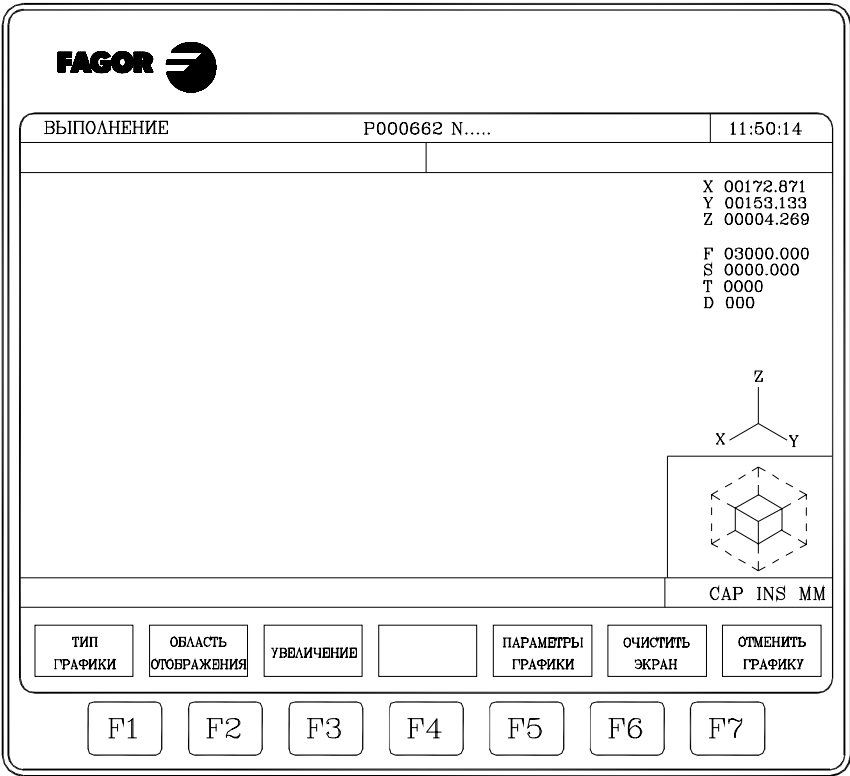 FAGOR
ВЫПОЛНЕНИЕ P000662 N..... 11:50:14
X 00172.871
Y 00153.133
Z 00004.269
F 03000.000
S 0000.000
T 0000
D 000
Z
X Y
CAP INS MM
ТИП ГРАФИКИ
ОБЛАСТЬ ОТОБРАЖЕНИЯ
УВЕЛИЧЕНИЕ
ПАРАМЕТРЫ ГРАФИКИ
ОЧИСТИТЬ ЭКРАН
ОТМЕНИТЬ ГРАФИКУ
F1 F2 F3 F4 F5 F6 F7